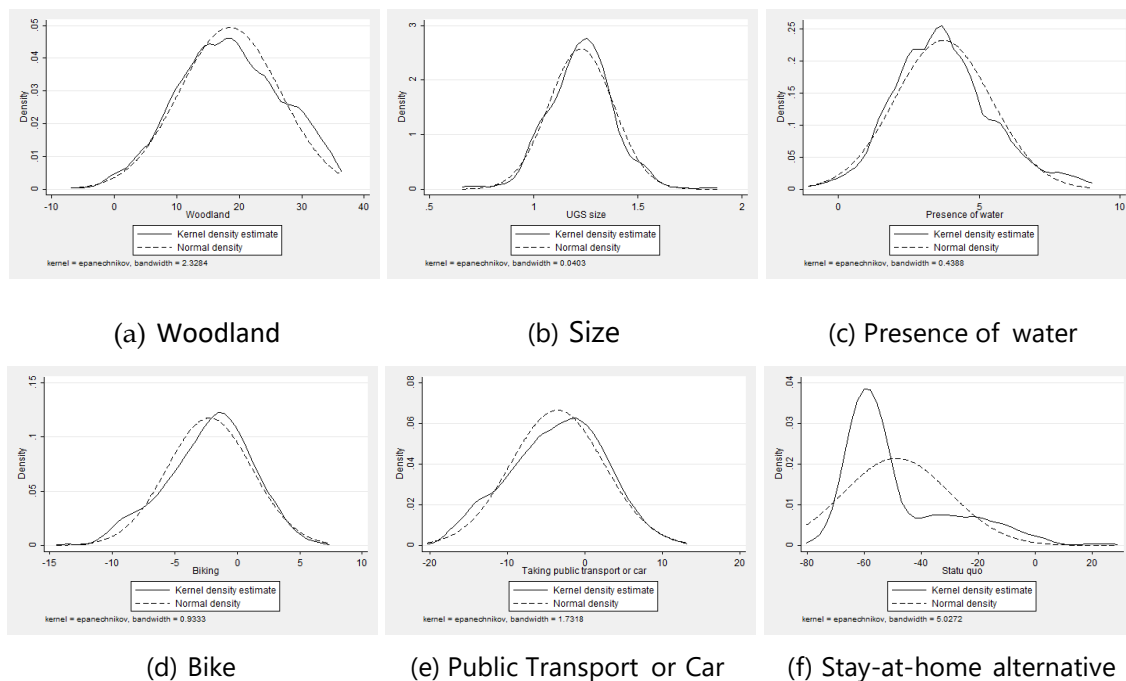 .05
.04
.03
.02
.01
0
Density
-10 0 10 20 30 40
Woodland
Kernel density estimate
Normal density
kernel = epanechnikov, bandwidth = 2.3284
(a) Woodland
3
2
1
0
Density
.5 1 1.5 2
UGS size
Kernel density estimate
Normal density
kernel = epanechnikov, bandwidth = 0.0403
(b) Size
.25
.2
.15
.1
.05
0
Density
0 5 10
Presence of water
Kernel density estimate
Normal density
kernel = epanechnikov, bandwidth = 0.4388
(c) Presence of water
.15
.1
.05
0
Density
-15 -10 -5 0 5 10
Biking
Kernel density estimate
Normal density
kernel = epanechnikov, bandwidth = 0.9333
(d) Bike
.08
.06
.04
.02
0
Density
-20 -10 0 10 20
Taking public transport or car
Kernel density estimate
Normal density
kernel = epanechnikov, bandwidth = 1.7318
(e) Public Transport or Car
.04
.03
.02
.01
0
Density
-80 -60 -40 -20 0 20
Statu quo
Kernel density estimate
Normal density
kernel = epanechnikov, bandwidth = 5.0272
(f) Stay-at-home alternative